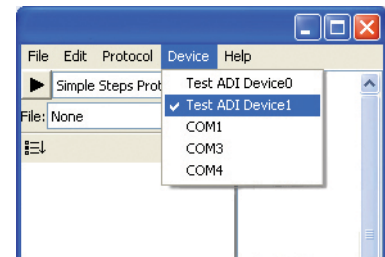 File Edit Protocol Device Help
Simple Steps Prot
Test ADI Device0
Test ADI Device1
File: None
COM1
COM3
COM4